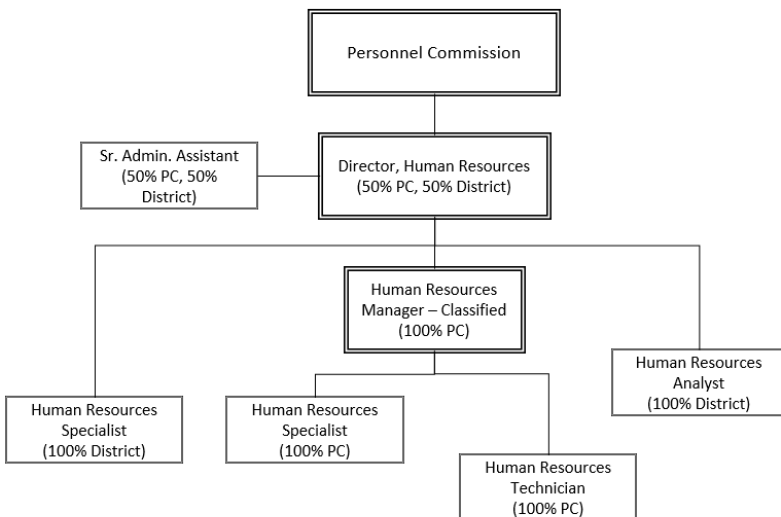 Personnel Commission
Sr. Admin. Assistant
(50% PC, 50%
District)
Director, Human Resources
(50% PC, 50% District)
Human Resources
Manager – Classified
(100% PC)
Human Resources
Analyst
(100% District)
Human Resources
Specialist
(100% District)
Human Resources
Specialist
(100% PC)
Human Resources
Technician
(100% PC)